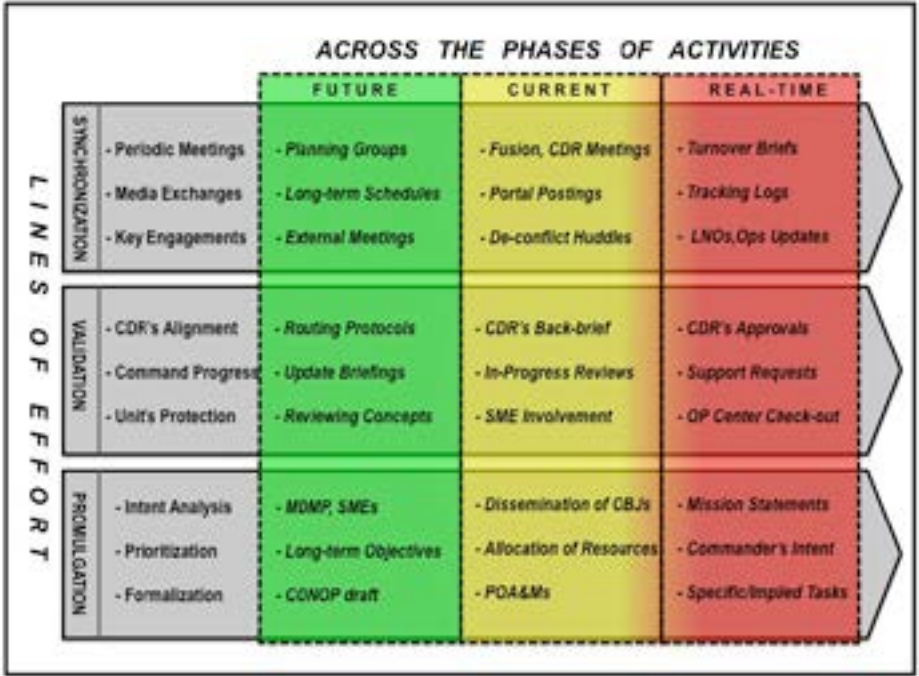 ACROSS THE PHASES OF ACTIVITIES
FUTURE CURRENT REAL-TIME
LINES OF EFFORT
SYNCHRONIZATION
- Periodic Meetings - Planning Groups - Fusion, CDR Meetings - Turnover Briefs
- Media Exchanges - Long-term Schedules - Portal Postings - Tracking Logs
- Key Engagements - External Meetings - De-conflict Huddles - LNOs,Ops Updates
VALIDATION
- CDR's Alignment - Routing Protocols - CDR's Back-brief - CDR's Approvals
- Command Progress - Update Briefings - In-Progress Reviews - Support Requests
- Unit's Protection - Reviewing Concepts - SME Involvement - OP Center Check-out
PROMULGATION
- Intent Analysis - MDMP, SMEs - Dissemination of CBJs - Mission Statements
- Prioritization - Long-term Objectives - Allocation of Resources - Commander's Intent
- Formalization - CONOP draft - POA&Ms - Specific/Implied Tasks